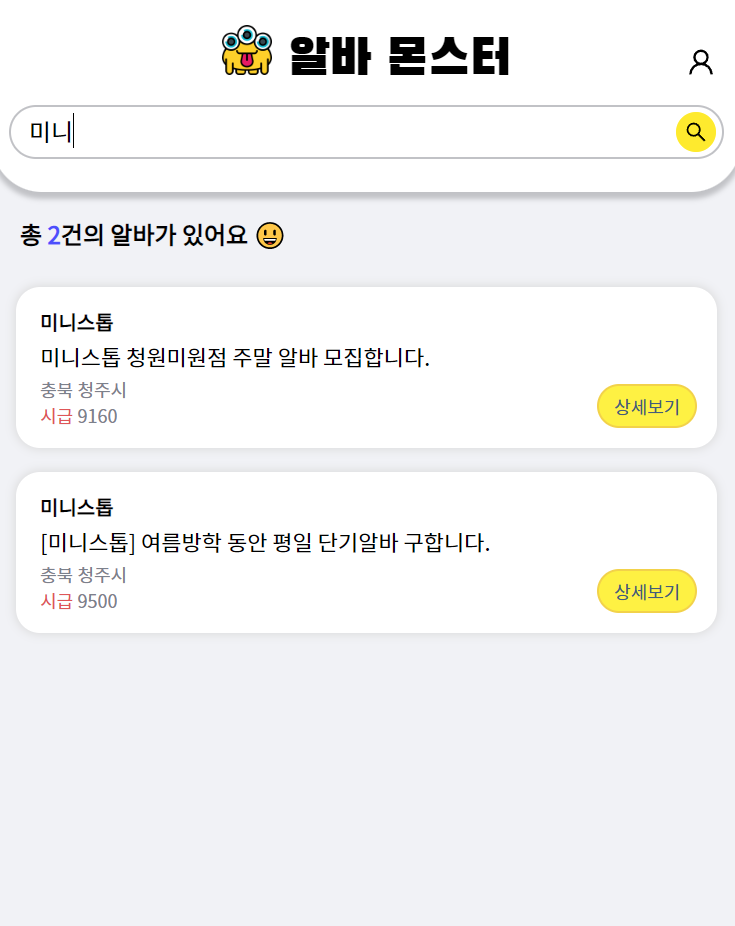 알바 몬스터
미니
총 2건의 알바가 있어요 😃
미니스톱
미니스톱 청원미원점 주말 알바 모집합니다.
충북 청주시
시급 9160
상세보기
미니스톱
[미니스톱] 여름방학 동안 평일 단기알바 구합니다.
충북 청주시
시급 9500
상세보기